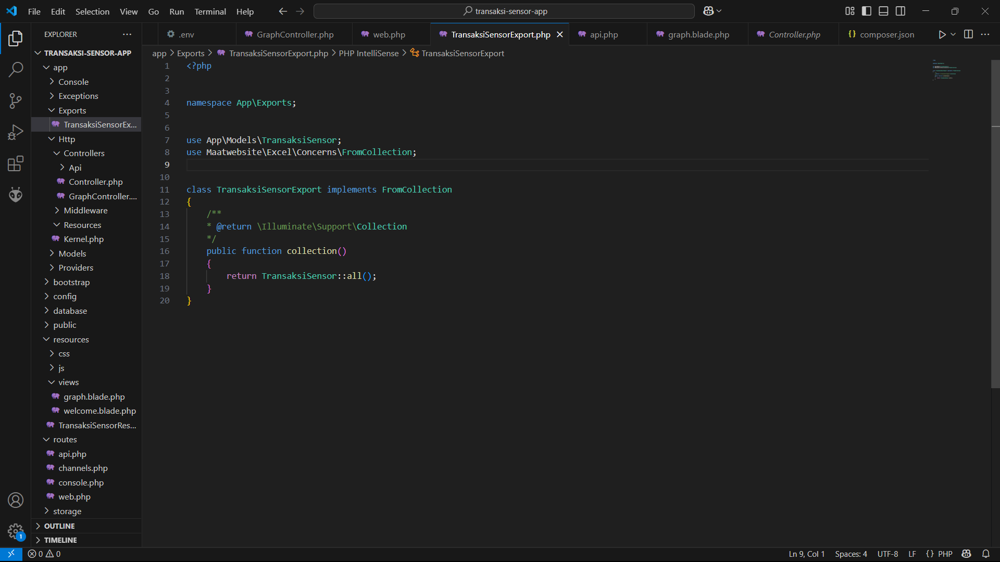 File Edit Selection View Go Run Terminal Help
transaksi-sensor-app
EXPLORER
.env
GraphController.php
web.php
TransaksiSensorExport.php
api.php
graph.blade.php
Controller.php
{} composer.json
TRANSAKSI-SENSOR-APP
app
Console
Exceptions
Exports
TransaksiSensorEx...
Http
Controllers
Api
Controller.php
GraphController....
Middleware
Resources
Kernel.php
Models
Providers
bootstrap
config
database
public
resources
css
js
views
graph.blade.php
welcome.blade.php
TransaksiSensorRes...
routes
api.php
channels.php
console.php
web.php
storage
OUTLINE
TIMELINE
1
app > Exports > TransaksiSensorExport.php > PHP IntelliSense > TransaksiSensorExport
1 <?php
2
3
4 namespace App\Exports;
5
6
7 use App\Models\TransaksiSensor;
8 use Maatwebsite\Excel\Concerns\FromCollection;
9
10
11 class TransaksiSensorExport implements FromCollection
12 {
13 /**
14 * @return \Illuminate\Support\Collection
15 */
16 public function collection()
17 {
18 return TransaksiSensor::all();
19 }
20 }
0 0
Ln 9, Col 1 Spaces: 4 UTF-8 LF {} PHP